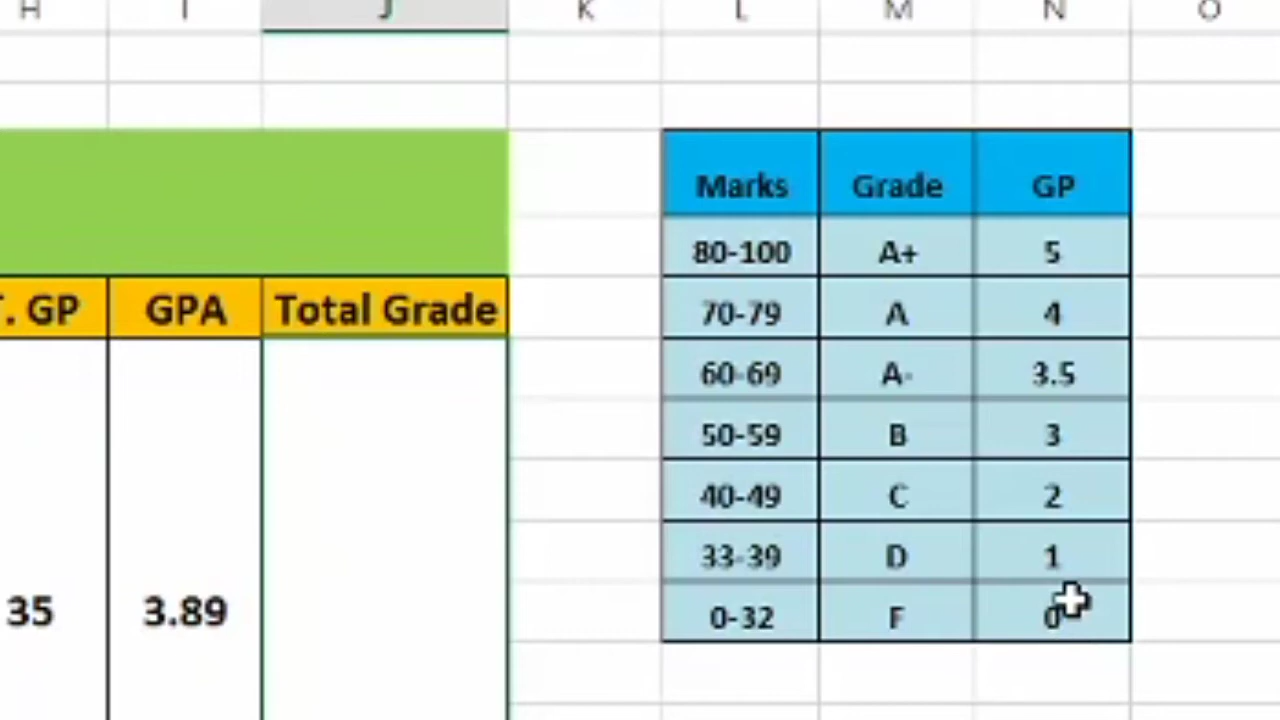 H I J K L M N O
Marks Grade GP
80-100 A+ 5
T. GP GPA Total Grade
70-79 A 4
60-69 A- 3.5
50-59 B 3
40-49 C 2
33-39 D 1
35 3.89
0-32 F 0